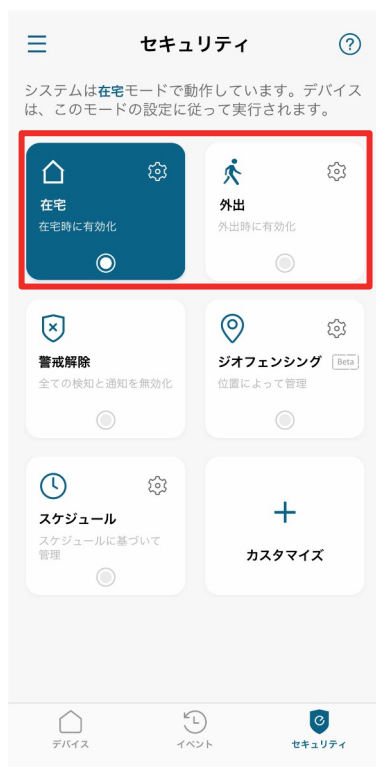 セキュリティ
システムは在宅モードで動作しています。デバイス
は、このモードの設定に従って実行されます。
在宅
在宅時に有効化
外出
外出時に有効化
警戒解除
全ての検知と通知を無効化
ジオフェンシング Beta
位置によって管理
スケジュール
スケジュールに基づいて
管理
カスタマイズ
デバイス
イベント
セキュリティ